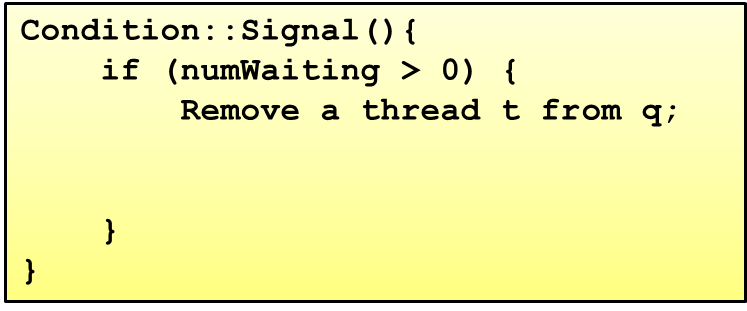 Condition::Signal(){
if (numWaiting > 0) {
Remove a thread t from q;
}
}